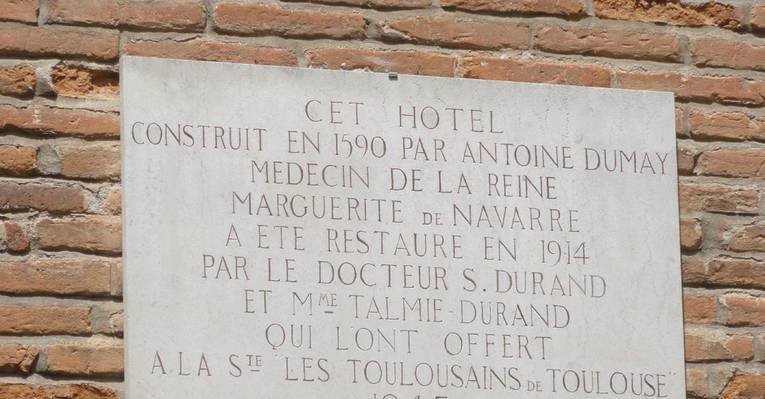 CET HOTEL
CONSTRUIT EN 1590 PAR ANTOINE DUMAY
MEDECIN DE LA REINE
MARGUERITE DE NAVARRE
A ETE RESTAURE EN 1914
PAR LE DOCTEUR S. DURAND
ET MME TALMIE-DURAND
QUI L'ONT OFFERT
A LA STE "LES TOULOUSAINS DE TOULOUSE"